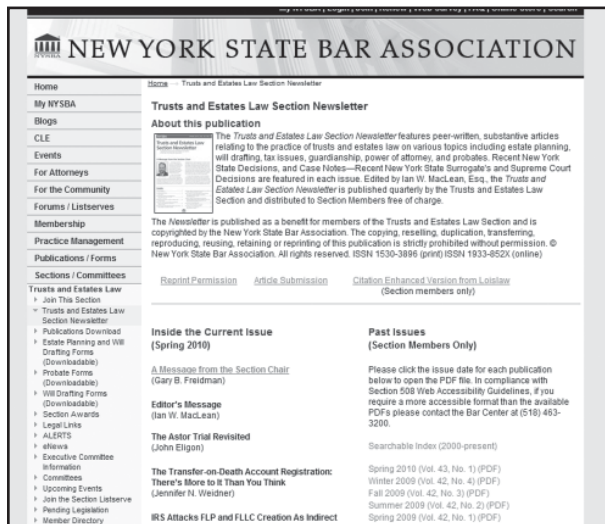 My NYSBA | Login | Join | Renew | Web Survey | FAQ | Online Store | Search
NYSBA
NEW YORK STATE BAR ASSOCIATION
Home
My NYSBA
Blogs
CLE
Events
For Attorneys
For the Community
Forums / Listserves
Membership
Practice Management
Publications / Forms
Sections / Committees
Trusts and Estates Law
Join This Section
Trusts and Estates Law
Section Newsletter
Publications Download
Estate Planning and Will
Drafting Forms
(Downloadable)
Probate Forms
(Downloadable)
Will Drafting Forms
(Downloadable)
Section Awards
Legal Links
ALERTS
eNews
Executive Committee
Information
Committees
Upcoming Events
Join the Section Listserve
Pending Legislation
Member Directory
Home → Trusts and Estates Law Section Newsletter
Trusts and Estates Law Section Newsletter
About this publication
The Trusts and Estates Law Section Newsletter features peer-written, substantive articles
relating to the practice of trusts and estates law on various topics including estate planning,
will drafting, tax issues, guardianship, power of attorney, and probates. Recent New York
State Decisions, and Case Notes—Recent New York State Surrogate's and Supreme Court
Decisions are featured in each issue. Edited by Ian W. MacLean, Esq., the Trusts and
Estates Law Section Newsletter is published quarterly by the Trusts and Estates Law
Section and distributed to Section Members free of charge.
The Newsletter is published as a benefit for members of the Trusts and Estates Law Section and is
copyrighted by the New York State Bar Association. The copying, reselling, duplication, transferring,
reproducing, reusing, retaining or reprinting of this publication is strictly prohibited without permission. ©
New York State Bar Association. All rights reserved. ISSN 1530-3896 (print) ISSN 1933-852X (online)
Reprint Permission Article Submission Citation Enhanced Version from Loislaw
(Section members only)
Inside the Current Issue
(Spring 2010)
A Message from the Section Chair
(Gary B. Freidman)
Editor's Message
(Ian W. MacLean)
The Astor Trial Revisited
(John Eligon)
The Transfer-on-Death Account Registration:
There's More to It Than You Think
(Jennifer N. Weidner)
IRS Attacks FLP and FLLC Creation As Indirect
Past Issues
(Section Members Only)
Please click the issue date for each publication
below to open the PDF file. In compliance with
Section 508 Web Accessibility Guidelines, if you
require a more accessible format than the available
PDFs please contact the Bar Center at (518) 463-
3200.
Searchable Index (2000-present)
Spring 2010 (Vol. 43, No. 1) (PDF)
Winter 2009 (Vol. 42, No. 4) (PDF)
Fall 2009 (Vol. 42, No. 3) (PDF)
Summer 2009 (Vol. 42, No. 2) (PDF)
Spring 2009 (Vol. 42, No. 1) (PDF)